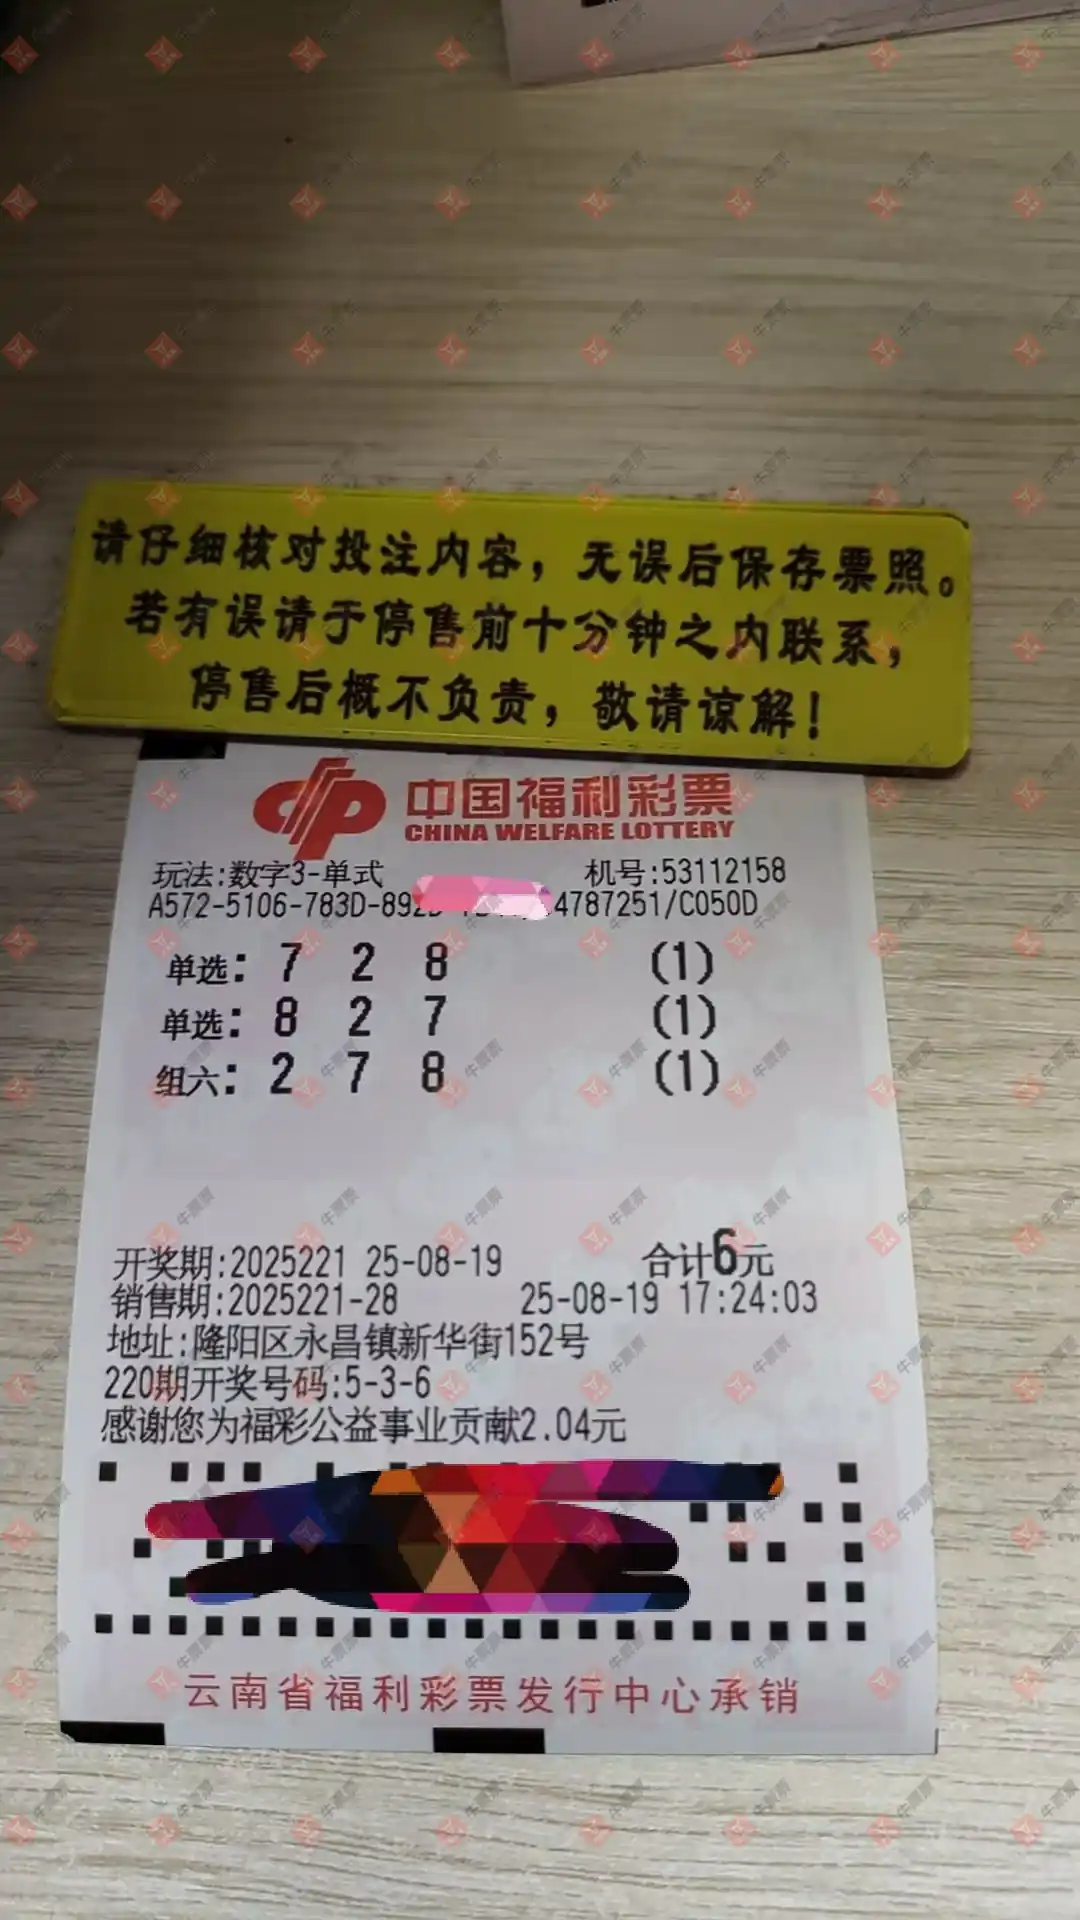 请仔细核对投注内容，无误后保存票照。
若有误请于停售前十分钟之内联系，
停售后概不负责，敬请谅解！
中国福利彩票
CHINA WELFARE LOTTERY
玩法:数字3-单式 机号:53112158
A572-5106-783D-892 4787251/C050D
单选: 7 2 8 (1)
单选: 8 2 7 (1)
组六: 2 7 8 (1)
开奖期:2025221 25-08-19 合计6元
销售期:2025221-28 25-08-19 17:24:03
地址:隆阳区永昌镇新华街152号
220期开奖号码:5-3-6
感谢您为福彩公益事业贡献2.04元
云南省福利彩票发行中心承销
牛票票